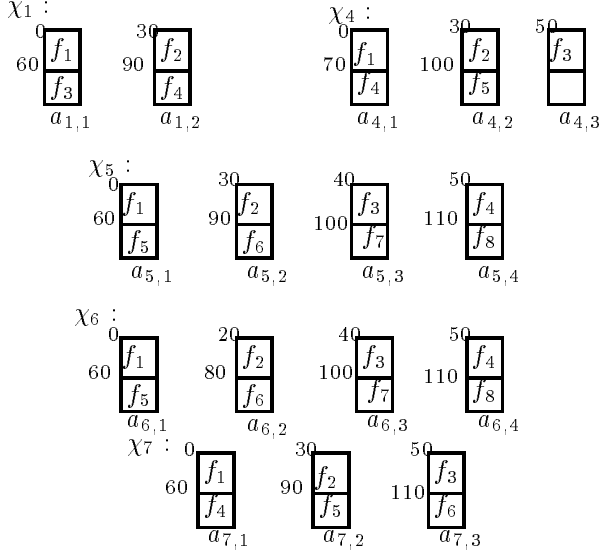 χ₁ : χ₄ :
0 30 0 30 50
f₁ f₂ f₁ f₂ f₃
60 90 70 100
f₃ f₄ f₄ f₅
a₁,₁ a₁,₂ a₄,₁ a₄,₂ a₄,₃
χ₅ :
0 30 40 50
f₁ f₂ f₃ f₄
60 90 100 110
f₅ f₆ f₇ f₈
a₅,₁ a₅,₂ a₅,₃ a₅,₄
χ₆ :
0 20 40 50
f₁ f₂ f₃ f₄
60 80 100 110
f₅ f₆ f₇ f₈
a₆,₁ a₆,₂ a₆,₃ a₆,₄
χ₇ :
0 30 50
f₁ f₂ f₃
60 90 110
f₄ f₅ f₆
a₇,₁ a₇,₂ a₇,₃